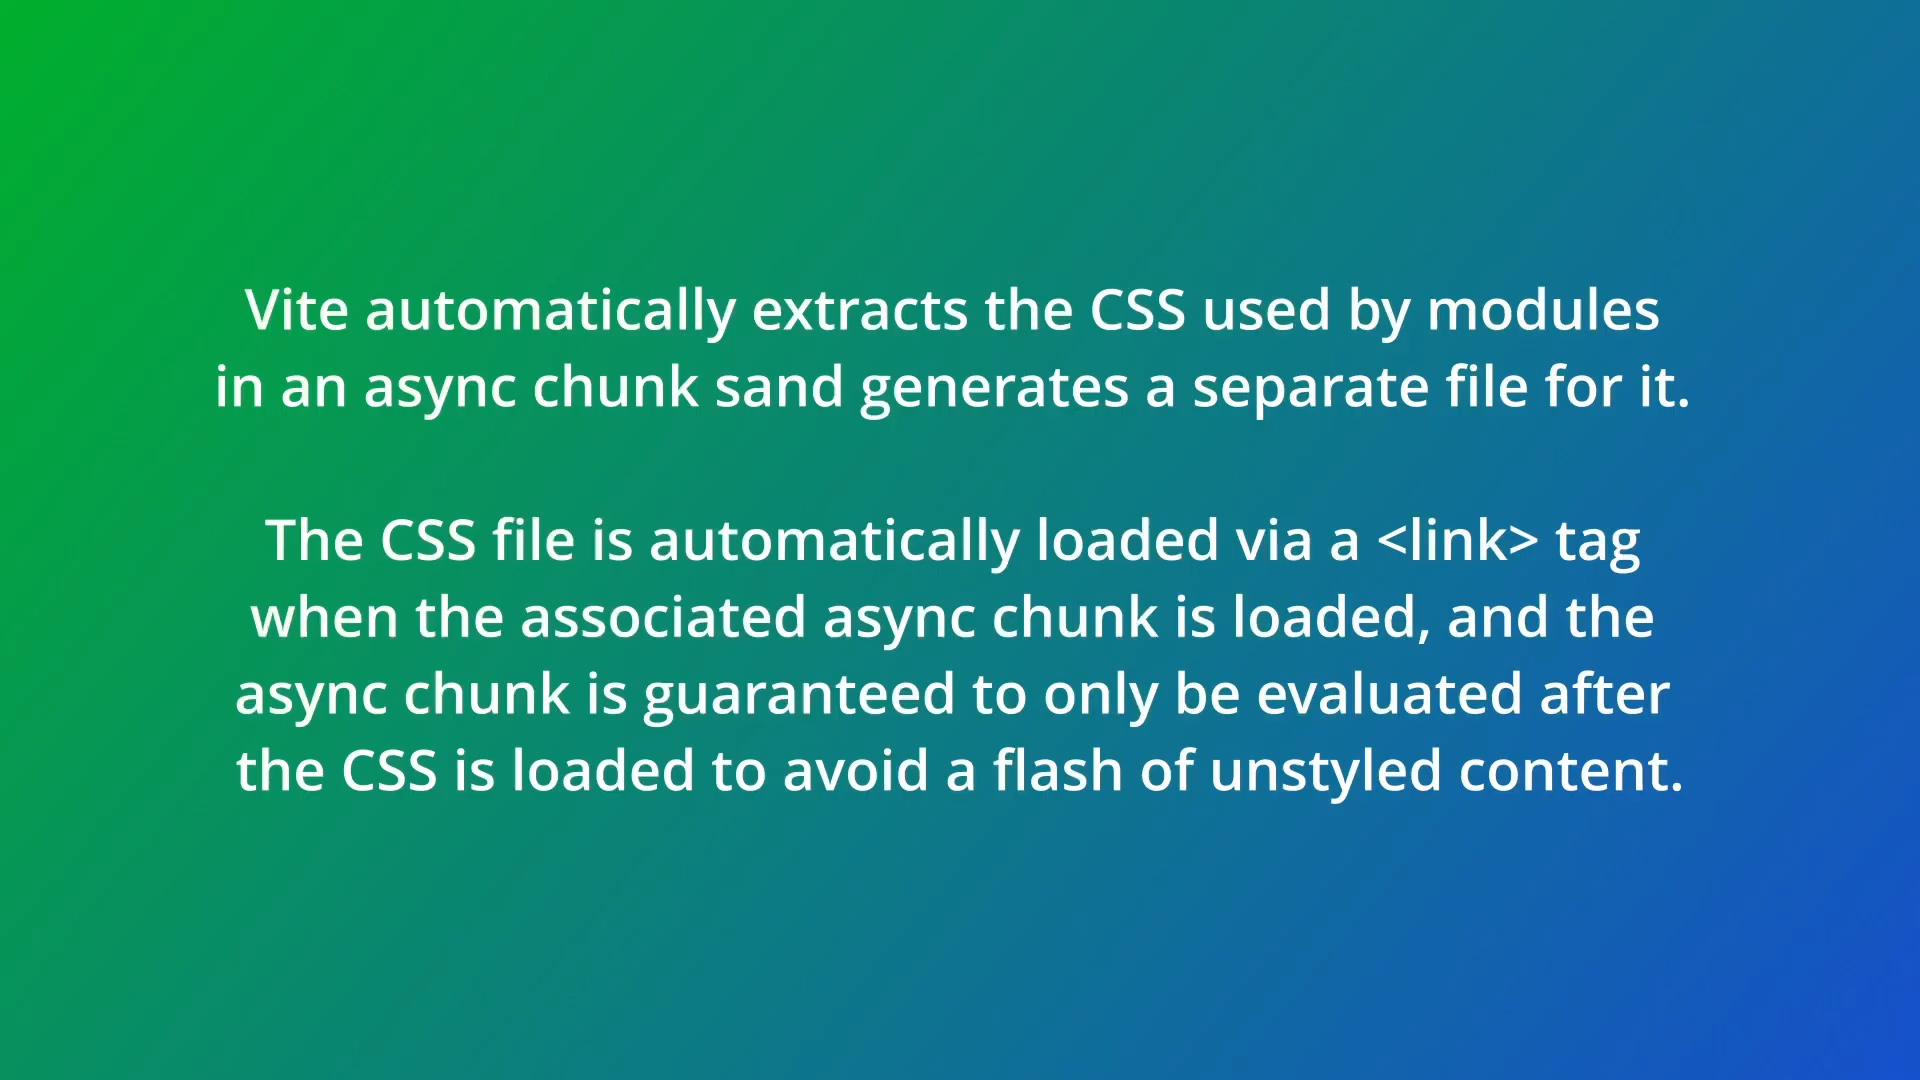 Vite automatically extracts the CSS used by modules
in an async chunk sand generates a separate file for it.
The CSS file is automatically loaded via a <link> tag
when the associated async chunk is loaded, and the
async chunk is guaranteed to only be evaluated after
the CSS is loaded to avoid a flash of unstyled content.